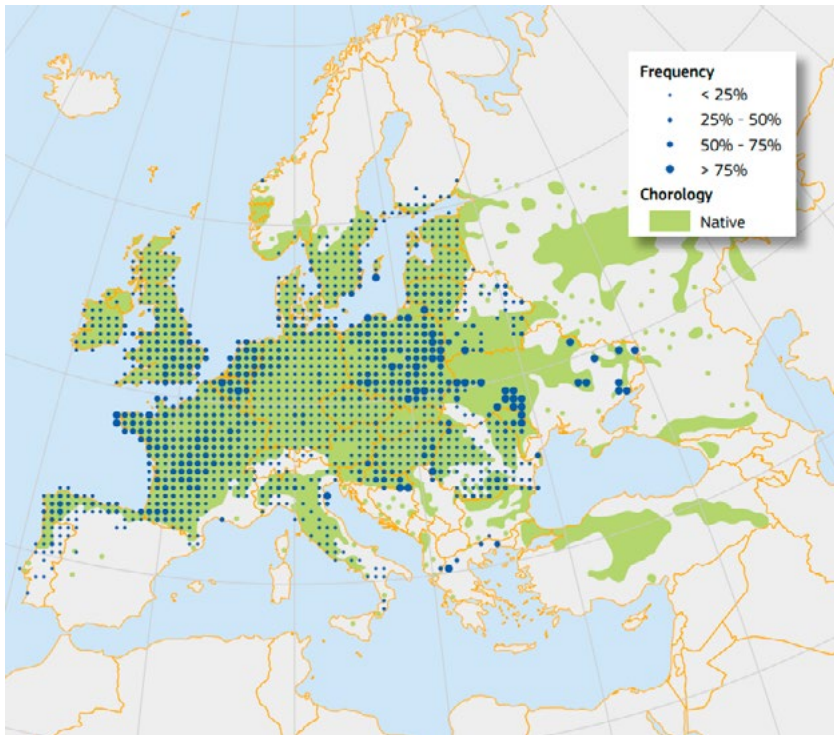 Frequency
< 25%
25% - 50%
50% - 75%
> 75%
Chorology
Native